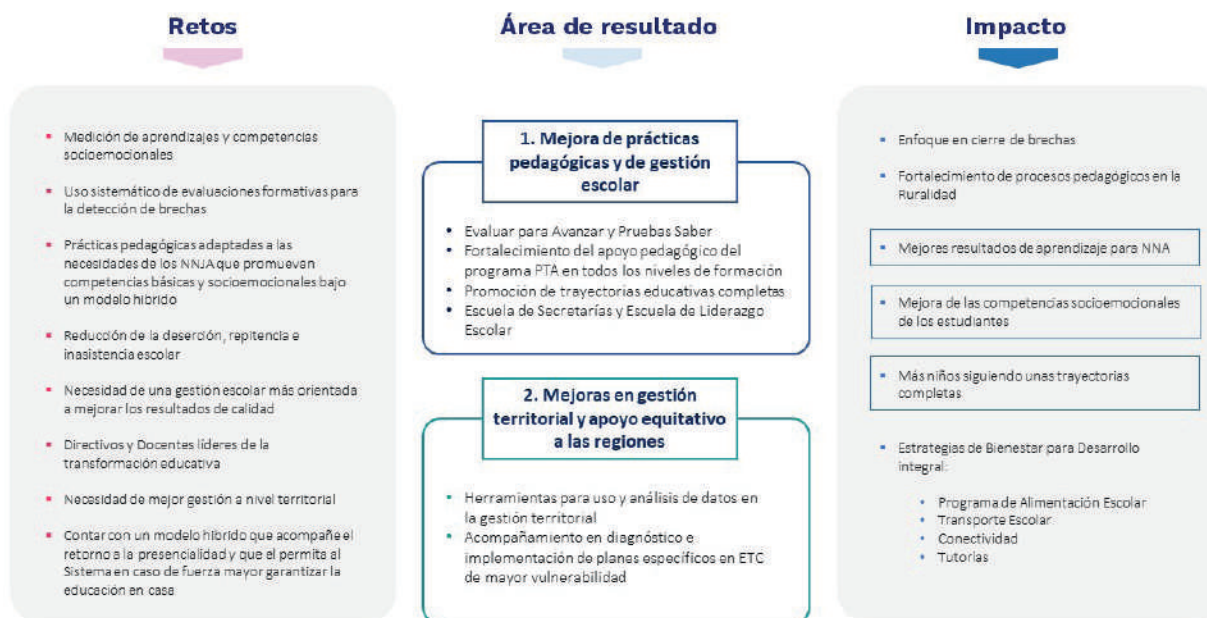 Retos
Medición de aprendizajes y competencias
socioemocionales
Uso sistemático de evaluaciones formativas para
la detección de brechas
Prácticas pedagógicas adaptadas a las
necesidades de los NNJA que promuevan
competencias básicas y socioemocionales bajo
un modelo híbrido
Reducción de la deserción, repitencia e
inasistencia escolar
Necesidad de una gestión escolar más orientada
a mejorar los resultados de calidad
Directivos y Docentes líderes de la
transformación educativa
Necesidad de mejor gestión a nivel territorial
Contar con un modelo híbrido que acompañe el
retorno a la presencialidad y que el permita al
Sistema en caso de fuerza mayor garantizar la
educación en casa
Área de resultado
1. Mejora de prácticas
pedagógicas y de gestión
escolar
Evaluar para Avanzar y Pruebas Saber
Fortalecimiento del apoyo pedagógico del
programa PTA en todos los niveles de formación
Promoción de trayectorias educativas completas
Escuela de Secretarías y Escuela de Liderazgo
Escolar
2. Mejoras en gestión
territorial y apoyo equitativo
a las regiones
Herramientas para uso y análisis de datos en
la gestión territorial
Acompañamiento en diagnóstico e
implementación de planes específicos en ETC
de mayor vulnerabilidad
Impacto
Enfoque en cierre de brechas
Fortalecimiento de procesos pedagógicos en la
Ruralidad
Mejores resultados de aprendizaje para NNA
Mejora de las competencias socioemocionales
de los estudiantes
Más niños siguiendo unas trayectorias
completas
Estrategias de Bienestar para Desarrollo
integral:
Programa de Alimentación Escolar
Transporte Escolar
Conectividad
Tutorías